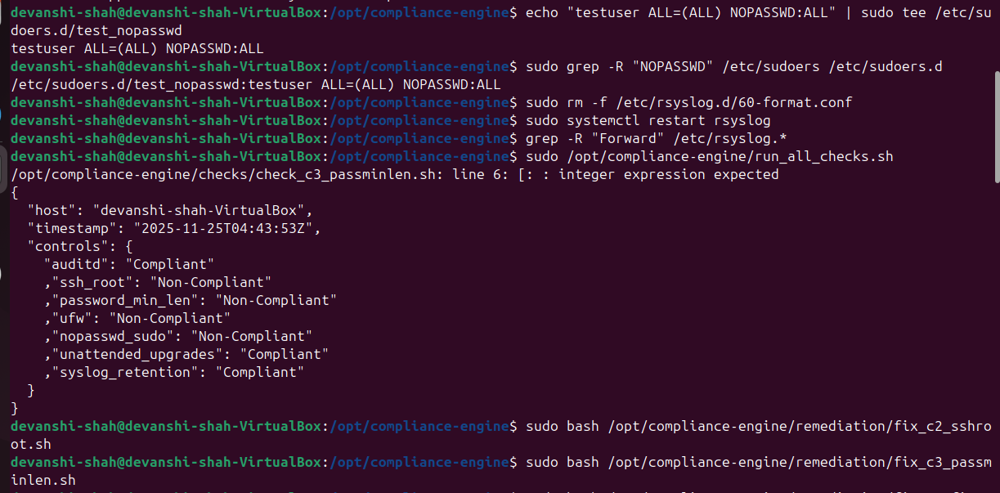 devanshi-shah@devanshi-shah-VirtualBox:/opt/compliance-engine$ echo "testuser ALL=(ALL) NOPASSWD:ALL" | sudo tee /etc/su
doers.d/test_nopasswd
testuser ALL=(ALL) NOPASSWD:ALL
devanshi-shah@devanshi-shah-VirtualBox:/opt/compliance-engine$ sudo grep -R "NOPASSWD" /etc/sudoers /etc/sudoers.d
/etc/sudoers.d/test_nopasswd:testuser ALL=(ALL) NOPASSWD:ALL
devanshi-shah@devanshi-shah-VirtualBox:/opt/compliance-engine$ sudo rm -f /etc/rsyslog.d/60-format.conf
devanshi-shah@devanshi-shah-VirtualBox:/opt/compliance-engine$ sudo systemctl restart rsyslog
devanshi-shah@devanshi-shah-VirtualBox:/opt/compliance-engine$ grep -R "Forward" /etc/rsyslog.*
devanshi-shah@devanshi-shah-VirtualBox:/opt/compliance-engine$ sudo /opt/compliance-engine/run_all_checks.sh
/opt/compliance-engine/checks/check_c3_passminlen.sh: line 6: [: : integer expression expected
{
  "host": "devanshi-shah-VirtualBox",
  "timestamp": "2025-11-25T04:43:53Z",
  "controls": {
    "auditd": "Compliant"
    ,"ssh_root": "Non-Compliant"
    ,"password_min_len": "Non-Compliant"
    ,"ufw": "Non-Compliant"
    ,"nopasswd_sudo": "Non-Compliant"
    ,"unattended_upgrades": "Compliant"
    ,"syslog_retention": "Compliant"
  }
}
devanshi-shah@devanshi-shah-VirtualBox:/opt/compliance-engine$ sudo bash /opt/compliance-engine/remediation/fix_c2_sshro
ot.sh
devanshi-shah@devanshi-shah-VirtualBox:/opt/compliance-engine$ sudo bash /opt/compliance-engine/remediation/fix_c3_passm
inlen.sh